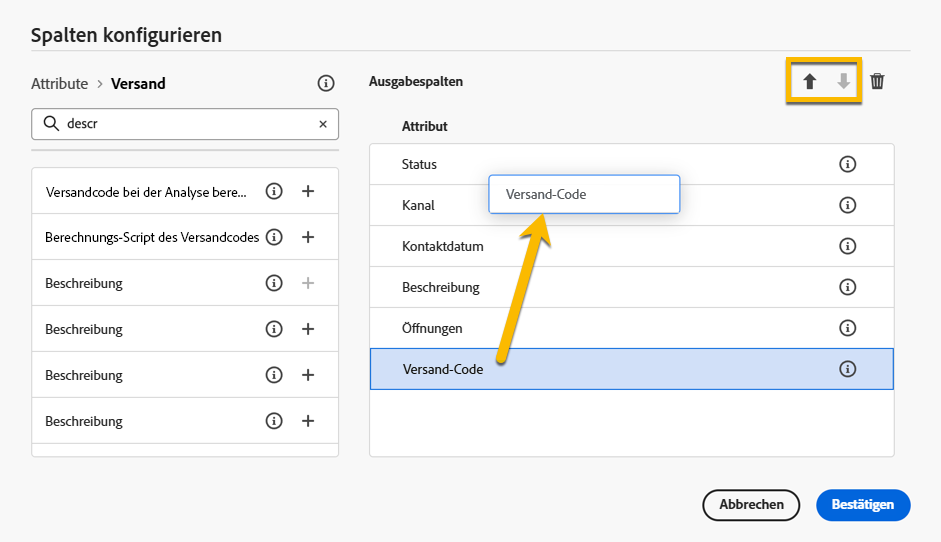 Spalten konfigurieren
Attribute > Versand
descr
Versandcode bei der Analyse bere...
Berechnungs-Script des Versandcodes
Beschreibung
Beschreibung
Beschreibung
Beschreibung
Ausgabespalten
Attribut
Status
Versand-Code
Kanal
Kontaktdatum
Beschreibung
Öffnungen
Versand-Code
Abbrechen
Bestätigen